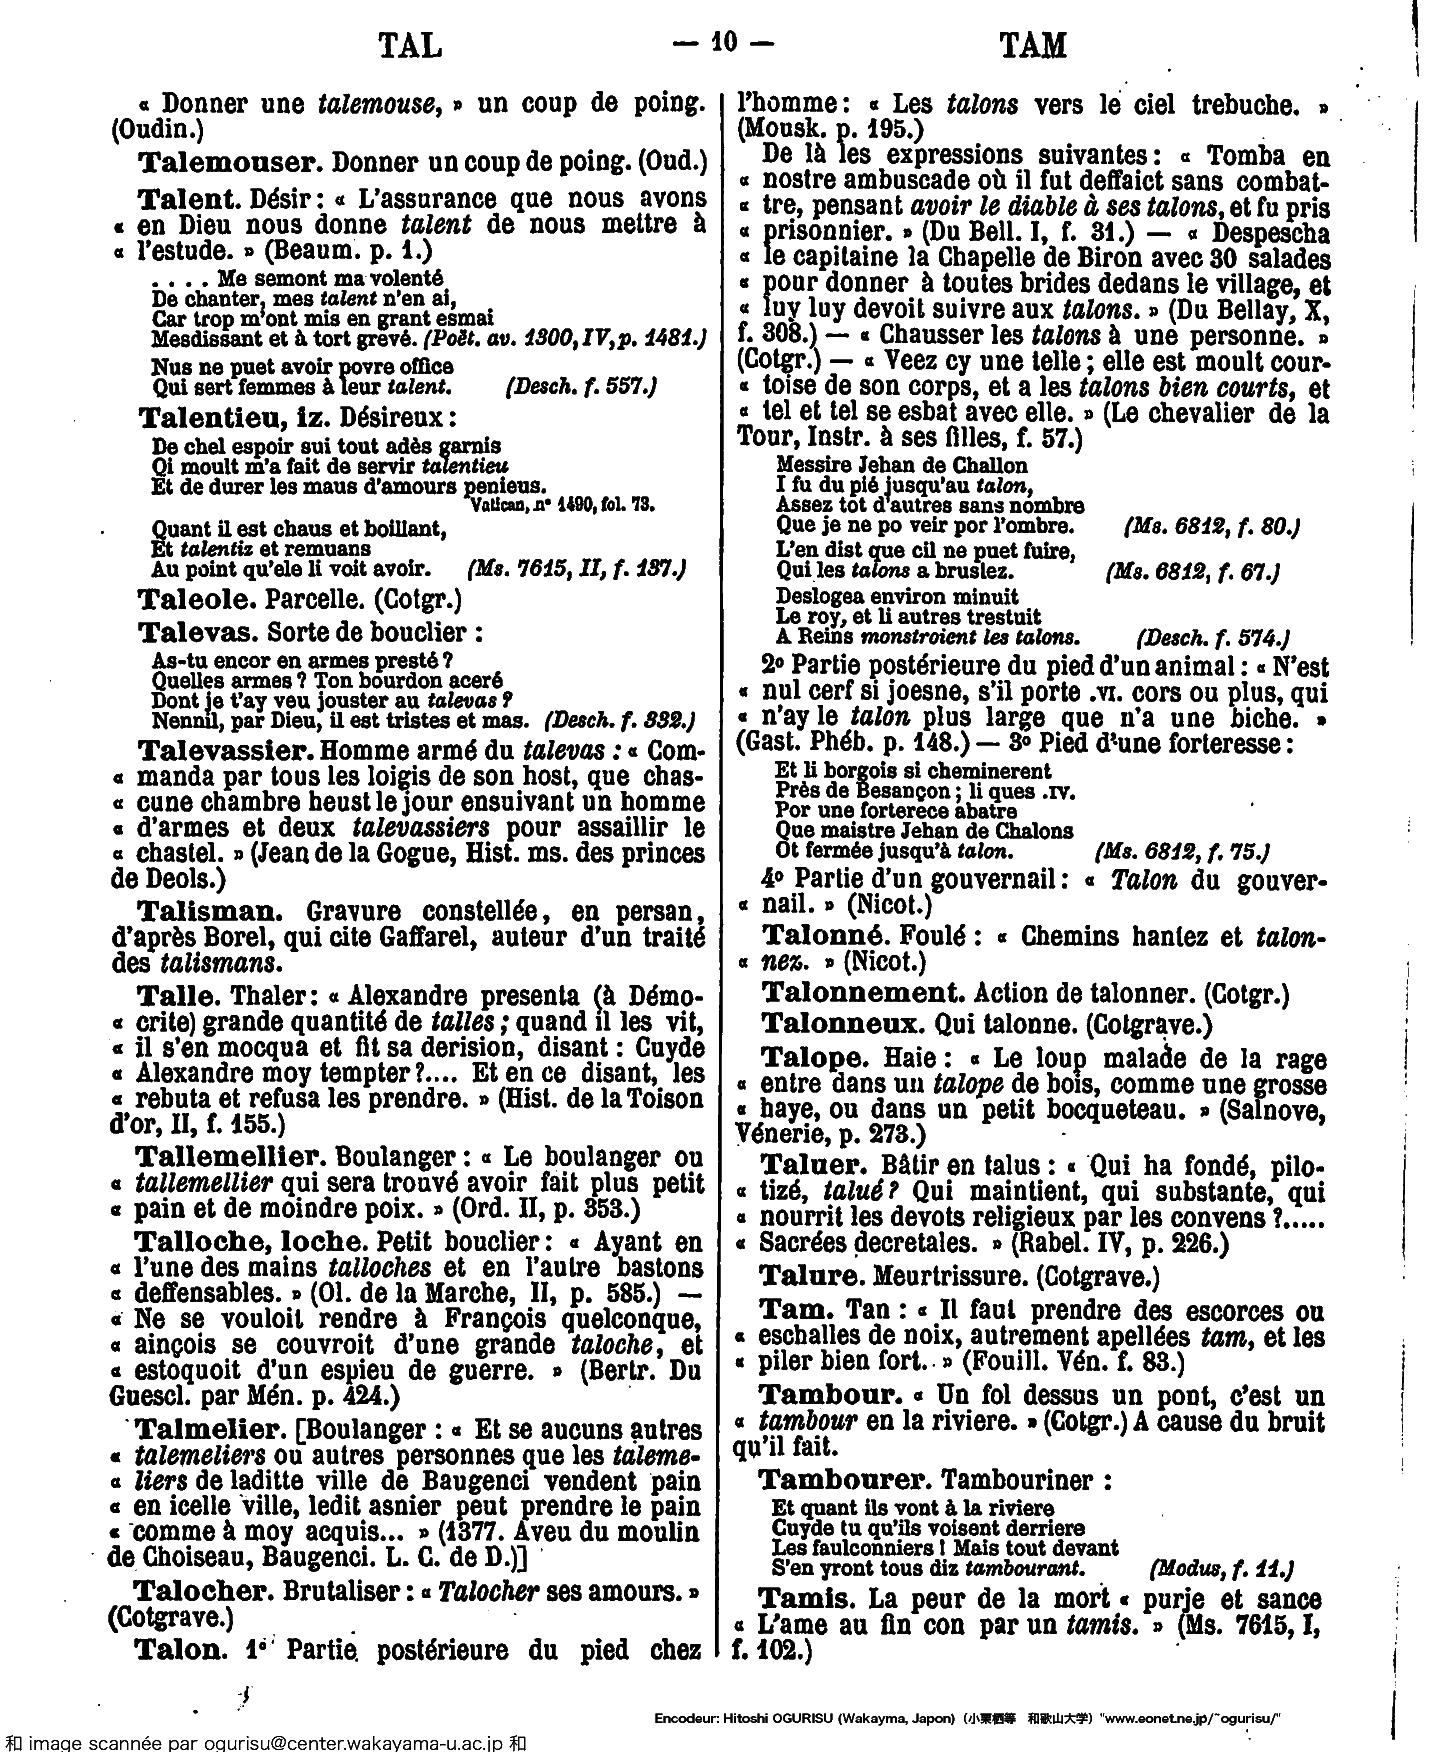 TAL — 10 — TAM
« Donner une talemouse, » un coup de poing.
(Oudin.)
Talemouser. Donner un coup de poing. (Oud.)
Talent. Désir : « L'assurance que nous avons
« en Dieu nous donne talent de nous mettre à
« l'estude. » (Beaum. p. 1.)
. . . . Me semont ma volenté
De chanter, mes talent n'en ai,
Car trop m'ont mis en grant esmai
Mesdissant et à tort grevé. (Poët. av. 1300, IV, p. 1481.)
Nus ne puet avoir povre office
Qui sert femmes à leur talent. (Desch. f. 557.)
Talentieu, iz. Désireux :
De chel espoir sui tout adès garnis
Qi moult m'a fait de servir talentieu
Et de durer les maus d'amours penieus.
Vatican, n° 1490, fol. 73.
Quant il est chaus et boillant,
Et talentiz et remuans
Au point qu'ele li voit avoir. (Ms. 7615, II, f. 137.)
Taleole. Parcelle. (Cotgr.)
Talevas. Sorte de bouclier :
As-tu encor en armes presté ?
Quelles armes ? Ton bourdon aceré
Dont je t'ay veu jouster au talevas ?
Nennil, par Dieu, il est tristes et mas. (Desch. f. 332.)
Talevassier. Homme armé du talevas : « Com-
« manda par tous les loigis de son host, que chas-
« cune chambre heust le jour ensuivant un homme
« d'armes et deux talevassiers pour assaillir le
« chastel. » (Jean de la Gogue, Hist. ms. des princes
de Deols.)
Talisman. Gravure constellée, en persan,
d'après Borel, qui cite Gaffarel, auteur d'un traité
des talismans.
Talle. Thaler : « Alexandre presenta (à Démo-
« crite) grande quantité de talles ; quand il les vit,
« il s'en mocqua et fit sa derision, disant : Cuyde
« Alexandre moy tempter ?.... Et en ce disant, les
« rebuta et refusa les prendre. » (Hist. de la Toison
d'or, II, f. 155.)
Tallemellier. Boulanger : « Le boulanger ou
« tallemellier qui sera trouvé avoir fait plus petit
« pain et de moindre poix. » (Ord. II, p. 353.)
Talloche, loche. Petit bouclier : « Ayant en
« l'une des mains talloches et en l'autre bastons
« deffensables. » (Ol. de la Marche, II, p. 585.) —
« Ne se vouloit rendre à François quelconque,
« ainçois se couvroit d'une grande taloche, et
« estoquoit d'un espieu de guerre. » (Bertr. Du
Guescl. par Mén. p. 424.)
Talmelier. [Boulanger : « Et se aucuns autres
« talemeliers ou autres personnes que les taleme-
« liers de laditte ville de Baugenci vendent pain
« en icelle ville, ledit asnier peut prendre le pain
« comme à moy acquis... » (1377. Aveu du moulin
de Choiseau, Baugenci. L. C. de D.)]
Talocher. Brutaliser : « Talocher ses amours. »
(Cotgrave.)
Talon. 1° Partie postérieure du pied chez
l'homme : « Les talons vers le ciel trebuche. »
(Mousk. p. 195.)
De là les expressions suivantes : « Tomba en
« nostre ambuscade où il fut deffaict sans combat-
« tre, pensant avoir le diable à ses talons, et fu pris
« prisonnier. » (Du Bell. I, f. 31.) — « Despescha
« le capitaine la Chapelle de Biron avec 30 salades
« pour donner à toutes brides dedans le village, et
« luy luy devoit suivre aux talons. » (Du Bellay, X,
f. 308.) — « Chausser les talons à une personne. »
(Cotgr.) — « Veez cy une telle ; elle est moult cour-
« toise de son corps, et a les talons bien courts, et
« tel et tel se esbat avec elle. » (Le chevalier de la
Tour, Instr. à ses filles, f. 57.)
Messire Jehan de Challon
I fu du pié jusqu'au talon,
Assez tot d'autres sans nombre
Que je ne po veir por l'ombre. (Ms. 6812, f. 80.)
L'en dist que cil ne puet fuire,
Qui les talons a bruslez. (Ms. 6812, f. 67.)
Deslogea environ minuit
Le roy, et li autres trestuit
A Reins monstroient les talons. (Desch. f. 574.)
2° Partie postérieure du pied d'un animal : « N'est
« nul cerf si joesne, s'il porte .VI. cors ou plus, qui
« n'ay le talon plus large que n'a une biche. »
(Gast. Phéb. p. 148.) — 3° Pied d'une forteresse :
Et li borgois si cheminerent
Près de Besançon ; li ques .IV.
Por une forterece abatre
Que maistre Jehan de Chalons
Ot fermée jusqu'à talon. (Ms. 6812, f. 75.)
4° Partie d'un gouvernail : « Talon du gouver-
« nail. » (Nicot.)
Talonné. Foulé : « Chemins hantez et talon-
« nez. » (Nicot.)
Talonnement. Action de talonner. (Cotgr.)
Talonneux. Qui talonne. (Cotgrave.)
Talope. Haie : « Le loup malade de la rage
« entre dans un talope de bois, comme une grosse
« haye, ou dans un petit bocqueteau. » (Salnove,
Vénerie, p. 273.)
Taluer. Bâtir en talus : « Qui ha fondé, pilo-
« tizé, talué ? Qui maintient, qui substante, qui
« nourrit les devots religieux par les convens ?.....
« Sacrées decretales. » (Rabel. IV, p. 226.)
Talure. Meurtrissure. (Cotgrave.)
Tam. Tan : « Il faut prendre des escorces ou
« eschalles de noix, autrement apellées tam, et les
« piler bien fort. » (Fouill. Vén. f. 83.)
Tambour. « Un fol dessus un pont, c'est un
« tambour en la riviere. » (Cotgr.) A cause du bruit
qu'il fait.
Tambourer. Tambouriner :
Et quant ils vont à la riviere
Cuyde tu qu'ils voisent derriere
Les faulconniers ! Mais tout devant
S'en yront tous diz tambourant. (Modus, f. 11.)
Tamis. La peur de la mort « purje et sance
« L'ame au fin con par un tamis. » (Ms. 7615, I,
f. 102.)
Encodeur: Hitoshi OGURISU (Wakayma, Japon) (小栗栖等 和歌山大学) "www.eonet.ne.jp/~ogurisu/"
和 image scannée par ogurisu@center.wakayama-u.ac.jp 和